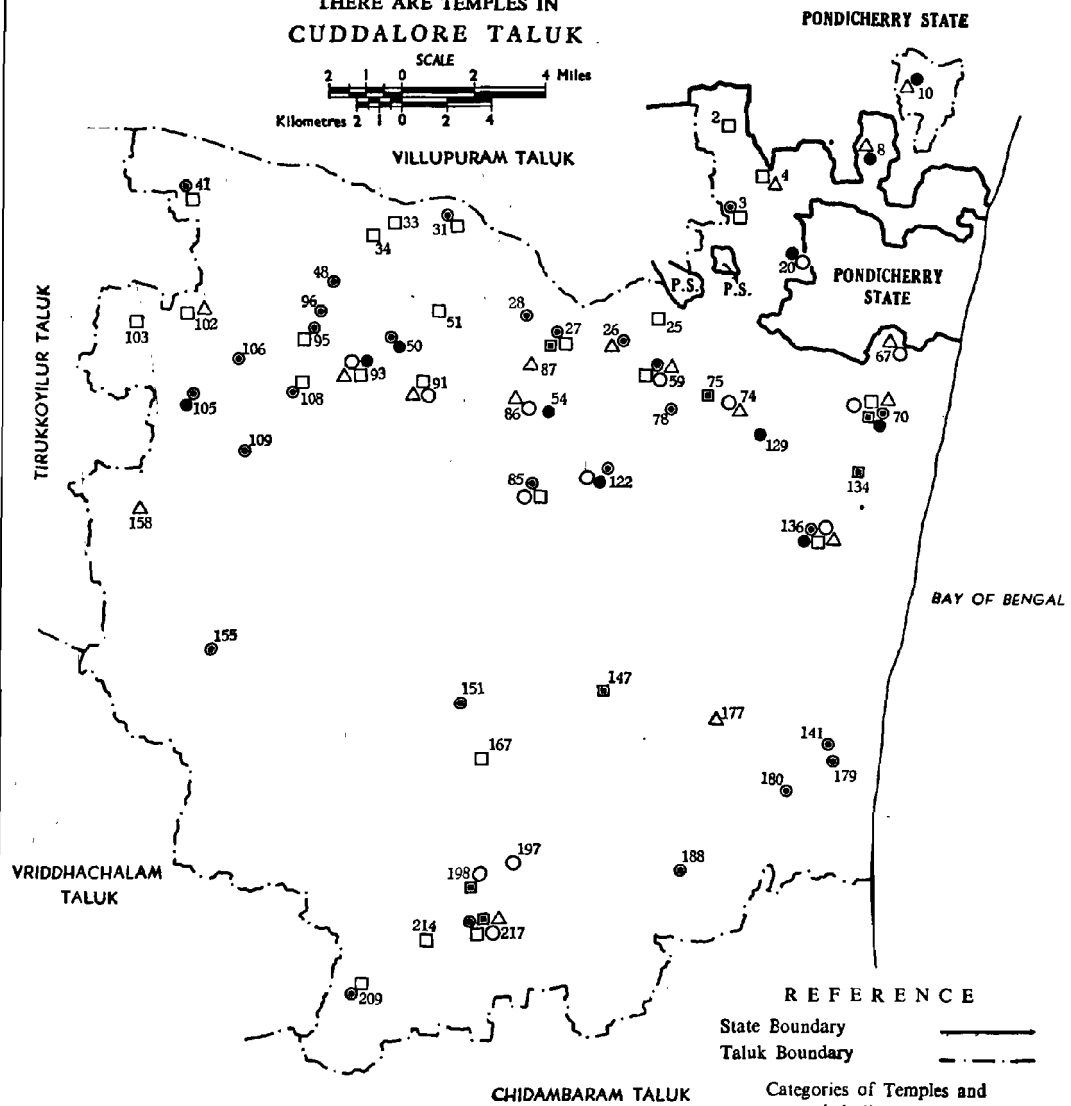 THERE ARE TEMPLES IN
CUDDALORE TALUK
SCALE
2 1 0 2 4 Miles
Kilometres 2 1 0 2 4
PONDICHERRY STATE
10
2
VILLUPURAM TALUK
8
4
41
3
33
31
34
20
PONDICHERRY
STATE
48
P.S.
P.S.
96
28
51
27
26
25
102
103
95
50
67
106
TIRUKKOYILUR TALUK
93
87
59
91
75
74
108
86
54
78
70
105
129
109
85
122
134
158
136
BAY OF BENGAL
155
147
151
177
141
167
179
180
197
188
198
VRIDDHACHALAM
TALUK
214
217
209
REFERENCE
State Boundary
Taluk Boundary
CHIDAMBARAM TALUK
Categories of Temples and